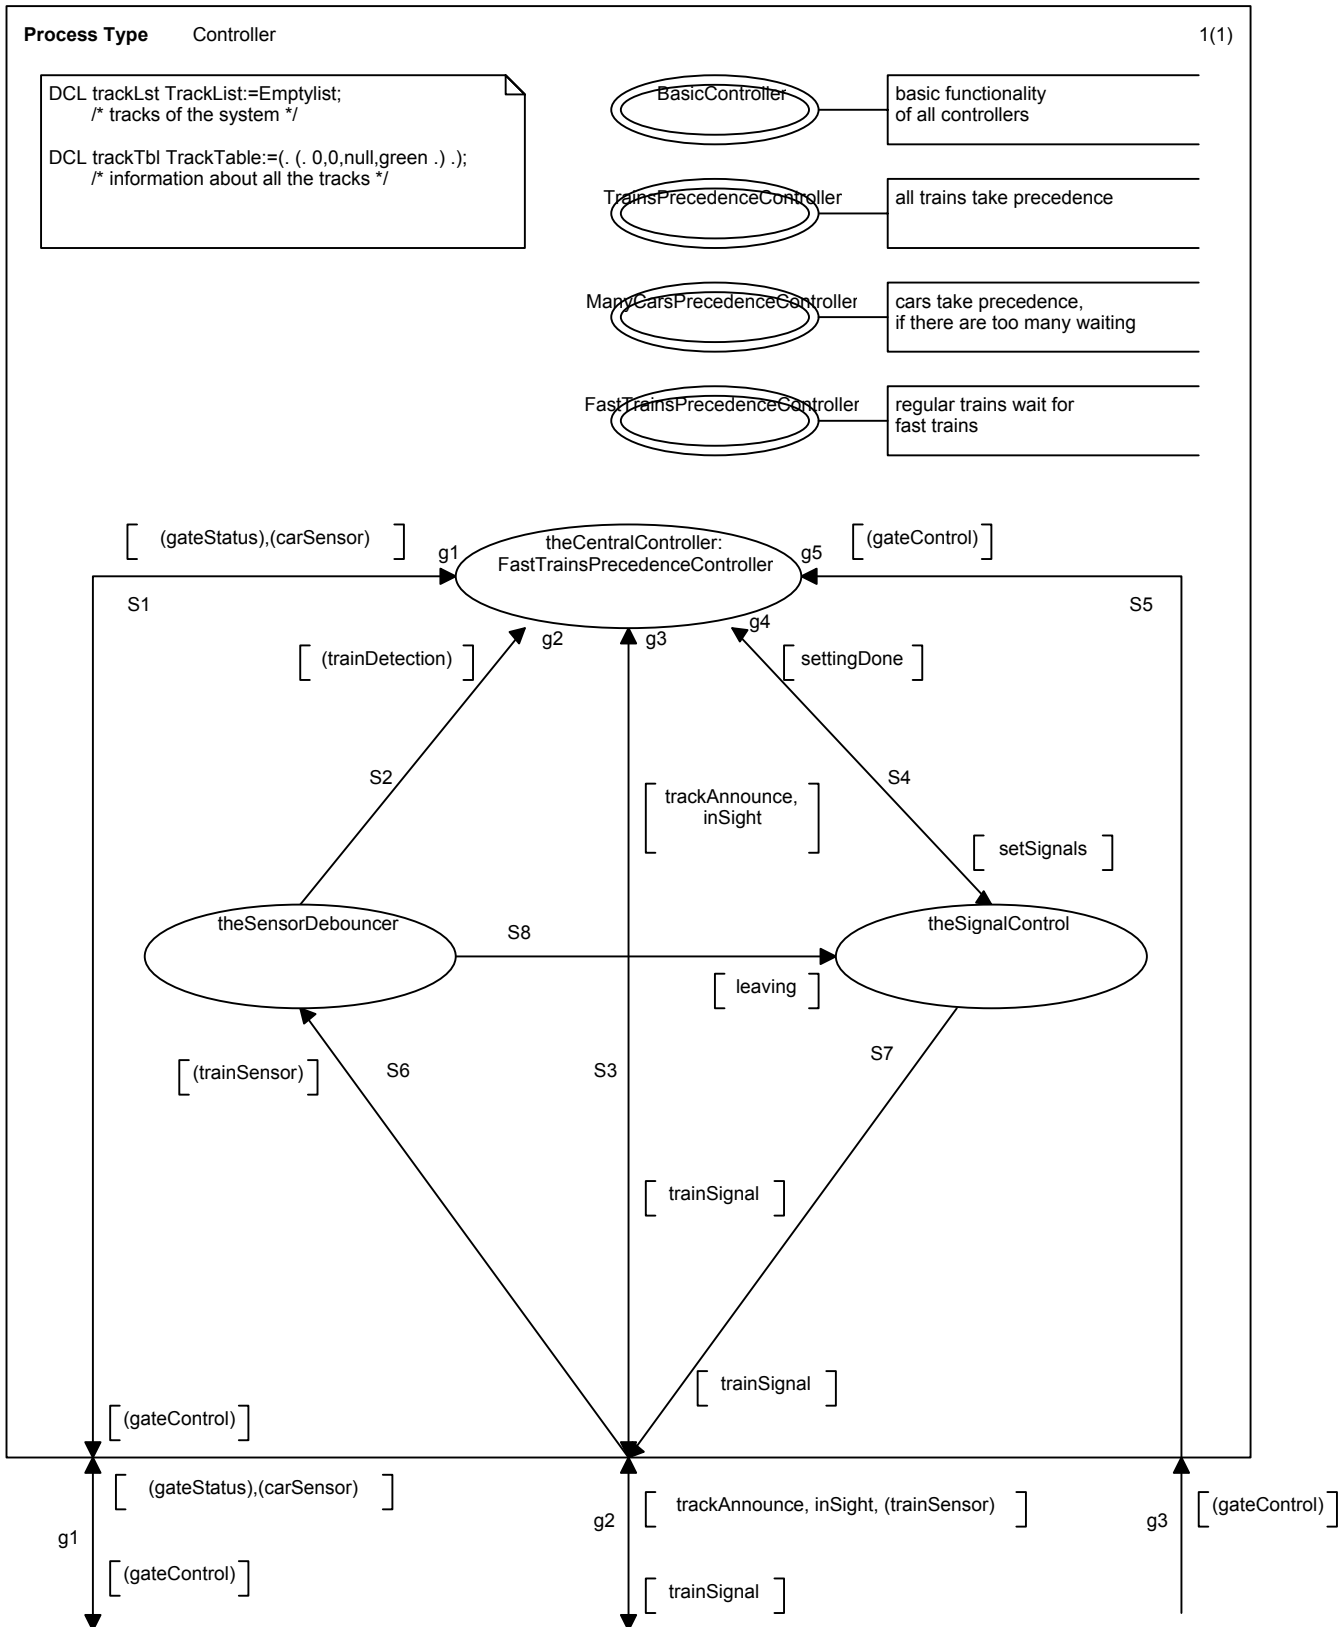 Process Type Controller 1(1)
DCL trackLst TrackList:=Emptylist;
/* tracks of the system */
DCL trackTbl TrackTable:=(. (. 0,0,null,green .) .);
/* information about all the tracks */
BasicController
basic functionality
of all controllers
TrainsPrecedenceController
all trains take precedence
ManyCarsPrecedenceController
cars take precedence,
if there are too many waiting
FastTrainsPrecedenceController
regular trains wait for
fast trains
(gateStatus),(carSensor)
g1
theCentralController:
FastTrainsPrecedenceController
g5
(gateControl)
S1
S5
g2
g3
g4
(trainDetection)
settingDone
S2
S4
trackAnnounce,
inSight
setSignals
theSensorDebouncer
S8
theSignalControl
leaving
(trainSensor)
S6
S3
S7
trainSignal
trainSignal
(gateControl)
(gateStatus),(carSensor)
g1
(gateControl)
g2
trackAnnounce, inSight, (trainSensor)
trainSignal
g3
(gateControl)